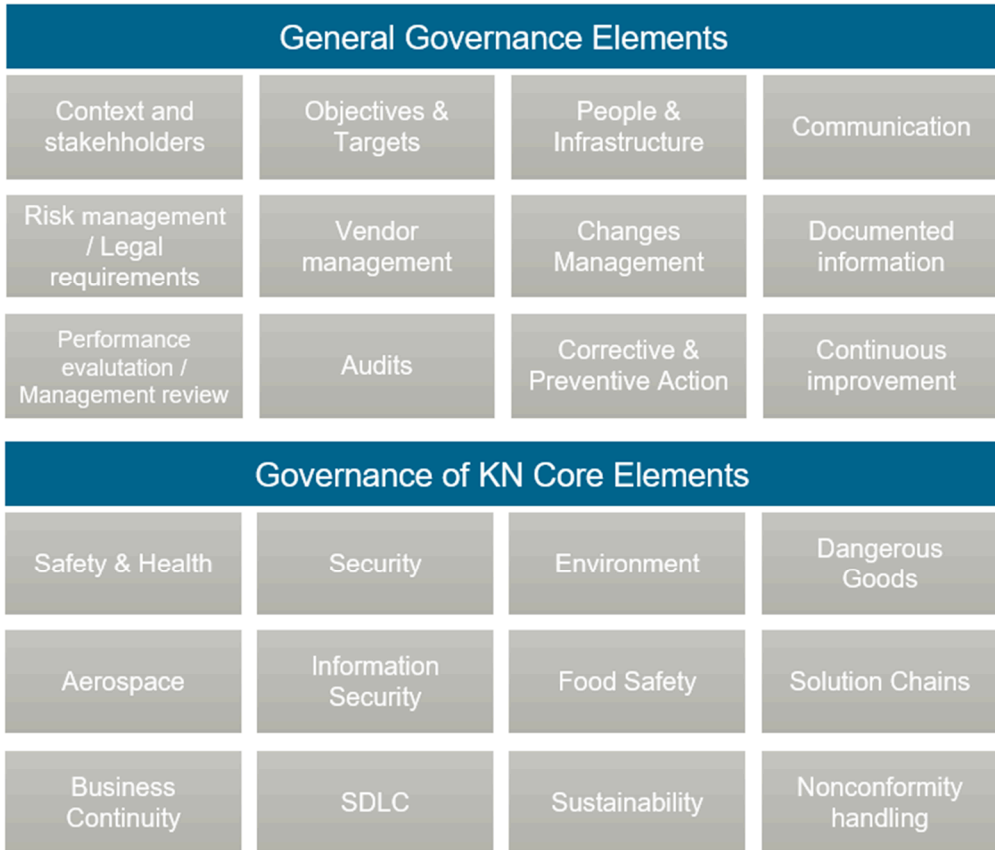 General Governance Elements
Context and
stakehholders
Objectives &
Targets
People &
Infrastructure
Communication
Risk management
/ Legal
requirements
Vendor
management
Changes
Management
Documented
information
Performance
evalutation /
Management review
Audits
Corrective &
Preventive Action
Continuous
improvement
Governance of KN Core Elements
Safety & Health
Security
Environment
Dangerous
Goods
Aerospace
Information
Security
Food Safety
Solution Chains
Business
Continuity
SDLC
Sustainability
Nonconformity
handling